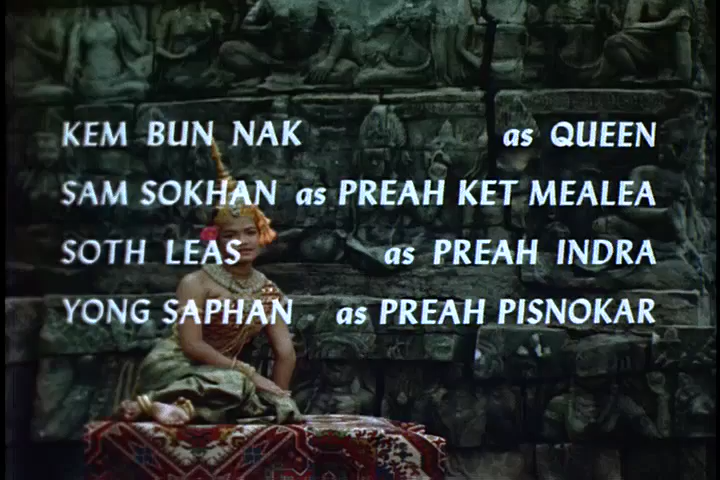 KEM BUN NAK as QUEEN
SAM SOKHAN as PREAH KET MEALEA
SOTH LEAS as PREAH INDRA
YONG SAPHAN as PREAH PISNOKAR